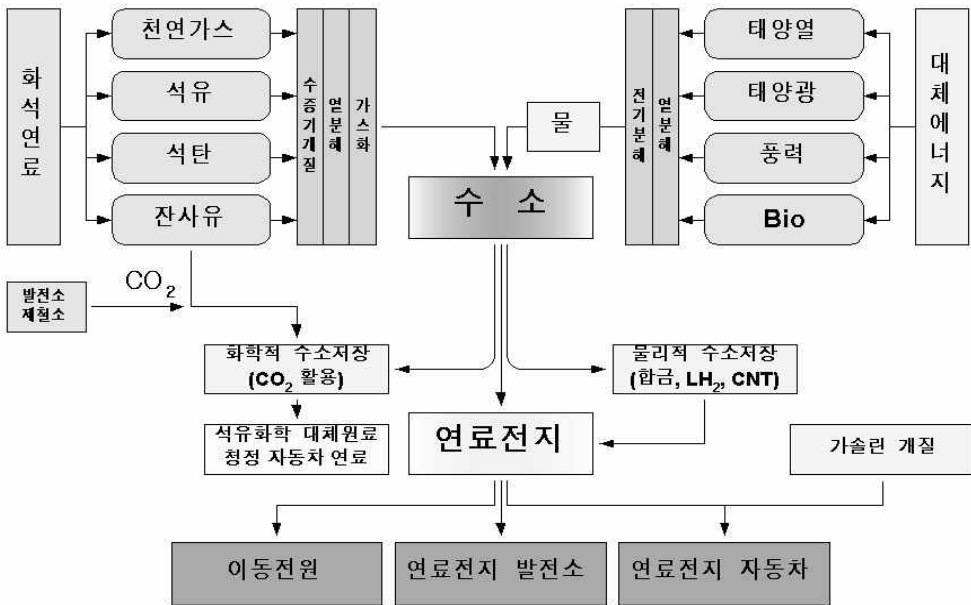 화석연료
천연가스
석유
석탄
잔사유
수증기개질
열분해
가스화
물
전기분해
열분해
태양열
태양광
풍력
Bio
대체에너지
수 소
발전소
제철소
CO₂
화학적 수소저장
(CO₂ 활용)
물리적 수소저장
(합금, LH₂, CNT)
석유화학 대체원료
청정 자동차 연료
연료전지
가솔린 개질
이동전원
연료전지 발전소
연료전지 자동차